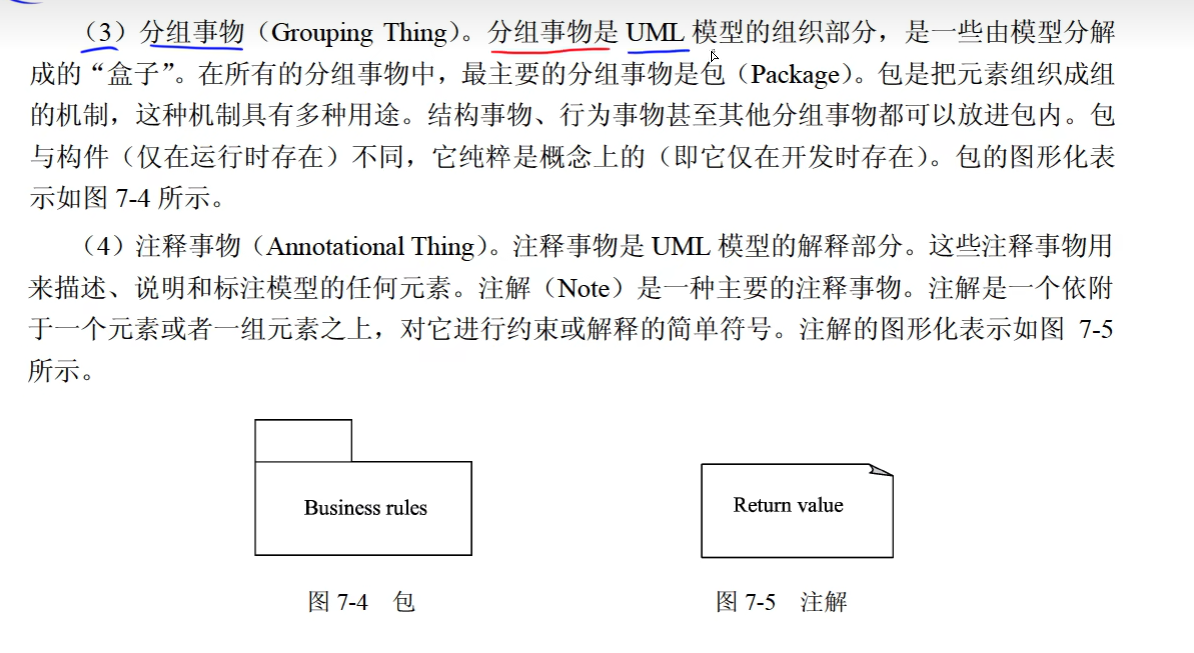 （3）分组事物（Grouping Thing）。分组事物是 UML 模型的组织部分，是一些由模型分解
成的“盒子”。在所有的分组事物中，最主要的分组事物是包（Package）。包是把元素组织成组
的机制，这种机制具有多种用途。结构事物、行为事物甚至其他分组事物都可以放进包内。包
与构件（仅在运行时存在）不同，它纯粹是概念上的（即它仅在开发时存在）。包的图形化表
示如图 7-4 所示。
（4）注释事物（Annotational Thing）。注释事物是 UML 模型的解释部分。这些注释事物用
来描述、说明和标注模型的任何元素。注解（Note）是一种主要的注释事物。注解是一个依附
于一个元素或者一组元素之上，对它进行约束或解释的简单符号。注解的图形化表示如图 7-5
所示。
Business rules
Return value
图 7-4 包
图 7-5 注解